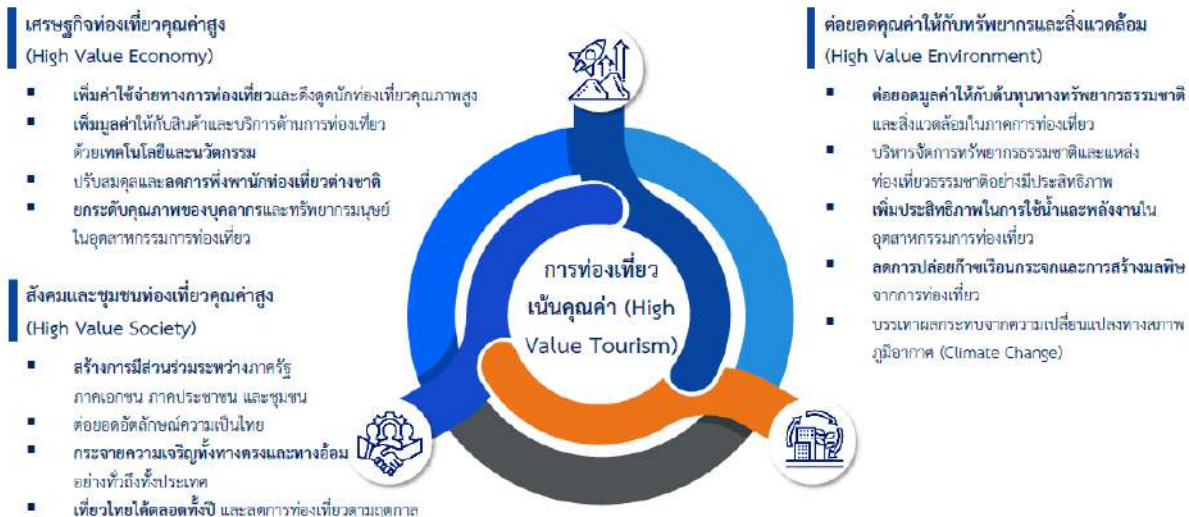 เศรษฐกิจท่องเที่ยวคุณค่าสูง
(High Value Economy)
▪ เพิ่มค่าใช้จ่ายทางการท่องเที่ยวและดึงดูดนักท่องเที่ยวคุณภาพสูง
▪ เพิ่มมูลค่าให้กับสินค้าและบริการด้านการท่องเที่ยว
ด้วยเทคโนโลยีและนวัตกรรม
▪ ปรับสมดุลและลดการพึ่งพานักท่องเที่ยวต่างชาติ
▪ ยกระดับคุณภาพของบุคลากรและทรัพยากรมนุษย์
ในอุตสาหกรรมการท่องเที่ยว
สังคมและชุมชนท่องเที่ยวคุณค่าสูง
(High Value Society)
▪ สร้างการมีส่วนร่วมระหว่างภาครัฐ
ภาคเอกชน ภาคประชาชน และชุมชน
▪ ต่อยอดอัตลักษณ์ความเป็นไทย
▪ กระจายความเจริญทั้งทางตรงและทางอ้อม
อย่างทั่วถึงทั้งประเทศ
▪ เที่ยวไทยได้ตลอดทั้งปี และลดการท่องเที่ยวตามฤดูกาล
การท่องเที่ยว
เน้นคุณค่า (High
Value Tourism)
ต่อยอดคุณค่าให้กับทรัพยากรและสิ่งแวดล้อม
(High Value Environment)
▪ ต่อยอดมูลค่าให้กับต้นทุนทางทรัพยากรธรรมชาติ
และสิ่งแวดล้อมในภาคการท่องเที่ยว
▪ บริหารจัดการทรัพยากรธรรมชาติและแหล่ง
ท่องเที่ยวธรรมชาติอย่างมีประสิทธิภาพ
▪ เพิ่มประสิทธิภาพในการใช้น้ำและพลังงานใน
อุตสาหกรรมการท่องเที่ยว
▪ ลดการปล่อยก๊าซเรือนกระจกและการสร้างมลพิษ
จากการท่องเที่ยว
▪ บรรเทาผลกระทบจากความเปลี่ยนแปลงทางสภาพ
ภูมิอากาศ (Climate Change)